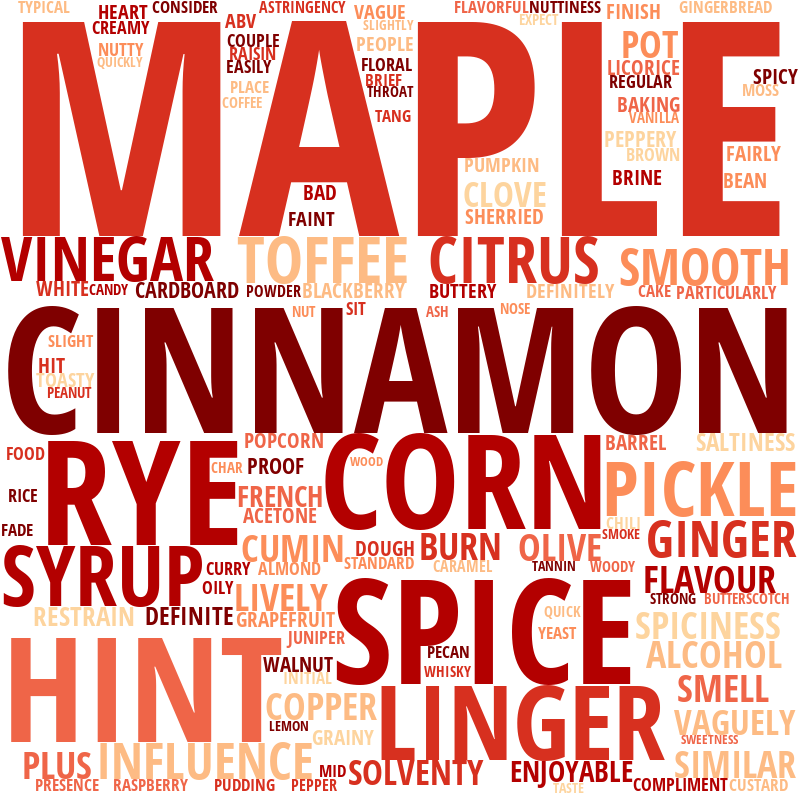 TYPICAL
HEART
CONSIDER
ASTRINGENCY
VAGUE
FLAVORFUL
NUTTINESS
FINISH
GINGERBREAD
CREAMY
ABV
SLIGHTLY
EXPECT
NUTTY
COUPLE
PEOPLE
POT
QUICKLY
RAISIN
EASILY
FLORAL
LICORICE
SPICY
PLACE
BRIEF
THROAT
REGULAR
MOSS
COFFEE
TANG
BAKING
VANILLA
MAPLE
PEPPERY
BROWN
FAIRLY
PUMPKIN
BRINE
BEAN
BAD
CLOVE
FAINT
SHERRIED
VINEGAR
TOFFEE
CITRUS
SMOOTH
WHITE
CANDY
CARDBOARD
POWDER
BLACKBERRY
BUTTERY
DEFINITELY
CAKE
PARTICULARLY
NUT
SIT
ASH
NOSE
CINNAMON
SLIGHT
HIT
TOASTY
PEANUT
FOOD
RYE
POPCORN
CORN
BARREL
SALTINESS
CHAR
PROOF
WOOD
RICE
FRENCH
PICKLE
ACETONE
FADE
CHILI
SMOKE
GINGER
CUMIN
DOUGH
BURN
OLIVE
STANDARD
SYRUP
CURRY
ALMOND
CARAMEL
TANNIN
WOODY
OILY
FLAVOUR
LIVELY
SPICE
STRONG
BUTTERSCOTCH
RESTRAIN
DEFINITE
GRAPEFRUIT
QUICK
SPICINESS
JUNIPER
YEAST
HINT
WALNUT
PECAN
ALCOHOL
INITIAL
WHISKY
COPPER
LINGER
SMELL
LEMON
VAGUELY
GRAINY
SWEETNESS
PLUS
INFLUENCE
MID
SOLVENTY
ENJOYABLE
SIMILAR
PRESENCE
RASPBERRY
PUDDING
PEPPER
TASTE
COMPLIMENT
CUSTARD